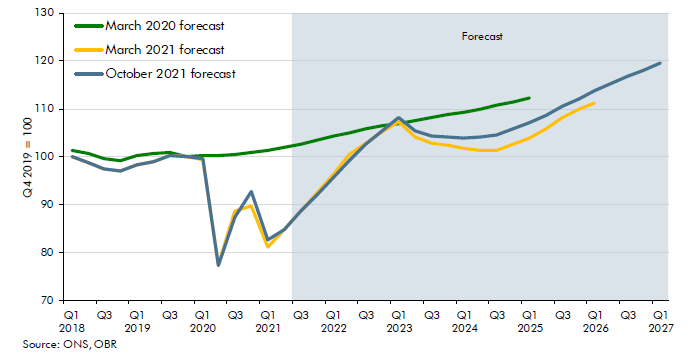 130
120
110
100
90
80
70
Q4 2019 = 100
March 2020 forecast
March 2021 forecast
October 2021 forecast
Forecast
Q1 Q3 Q1 Q3 Q1 Q3 Q1 Q3 Q1 Q3 Q1 Q3 Q1 Q3 Q1 Q3 Q1 Q3 Q1
2018 2019 2020 2021 2022 2023 2024 2025 2026 2027
Source: ONS, OBR